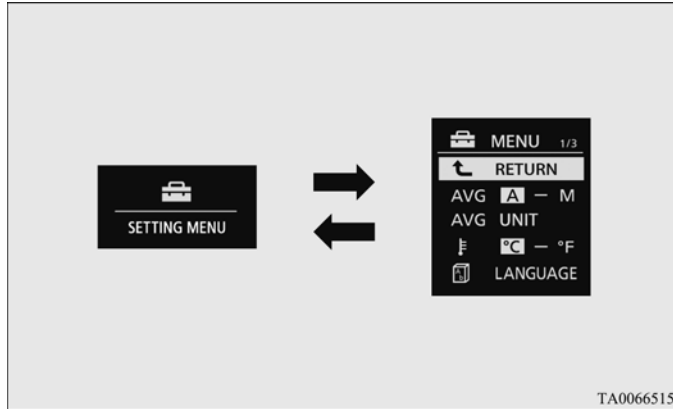 SETTING MENU
MENU 1/3
RETURN
AVG A – M
AVG UNIT
°C – °F
LANGUAGE
TA0066515